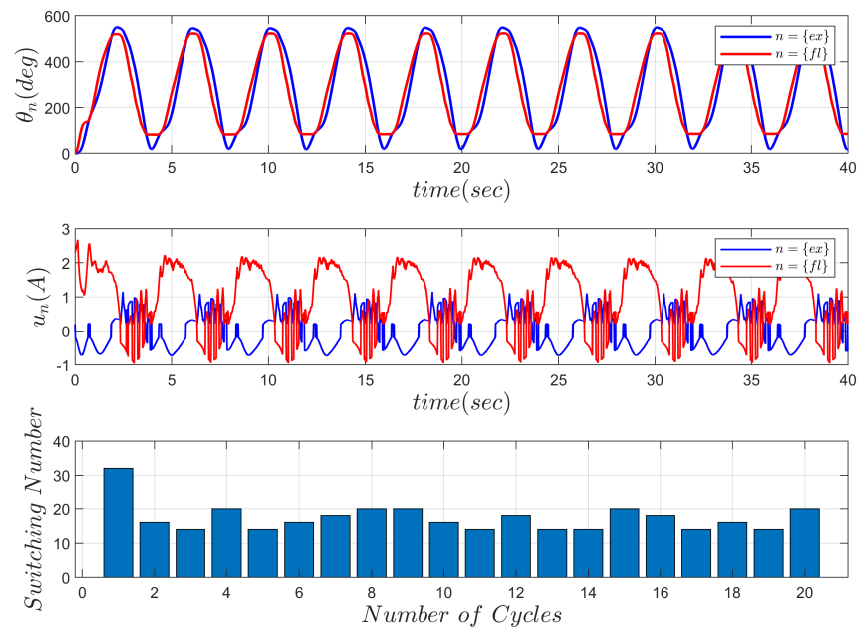 600
400
200
0
θₙ(deg)
n = {ex}
n = {fl}
0 5 10 15 20 25 30 35 40
time(sec)
3
2
1
0
-1
uₙ(A)
n = {ex}
n = {fl}
0 5 10 15 20 25 30 35 40
time(sec)
40
30
20
10
0
Switching Number
0 2 4 6 8 10 12 14 16 18 20
Number of Cycles